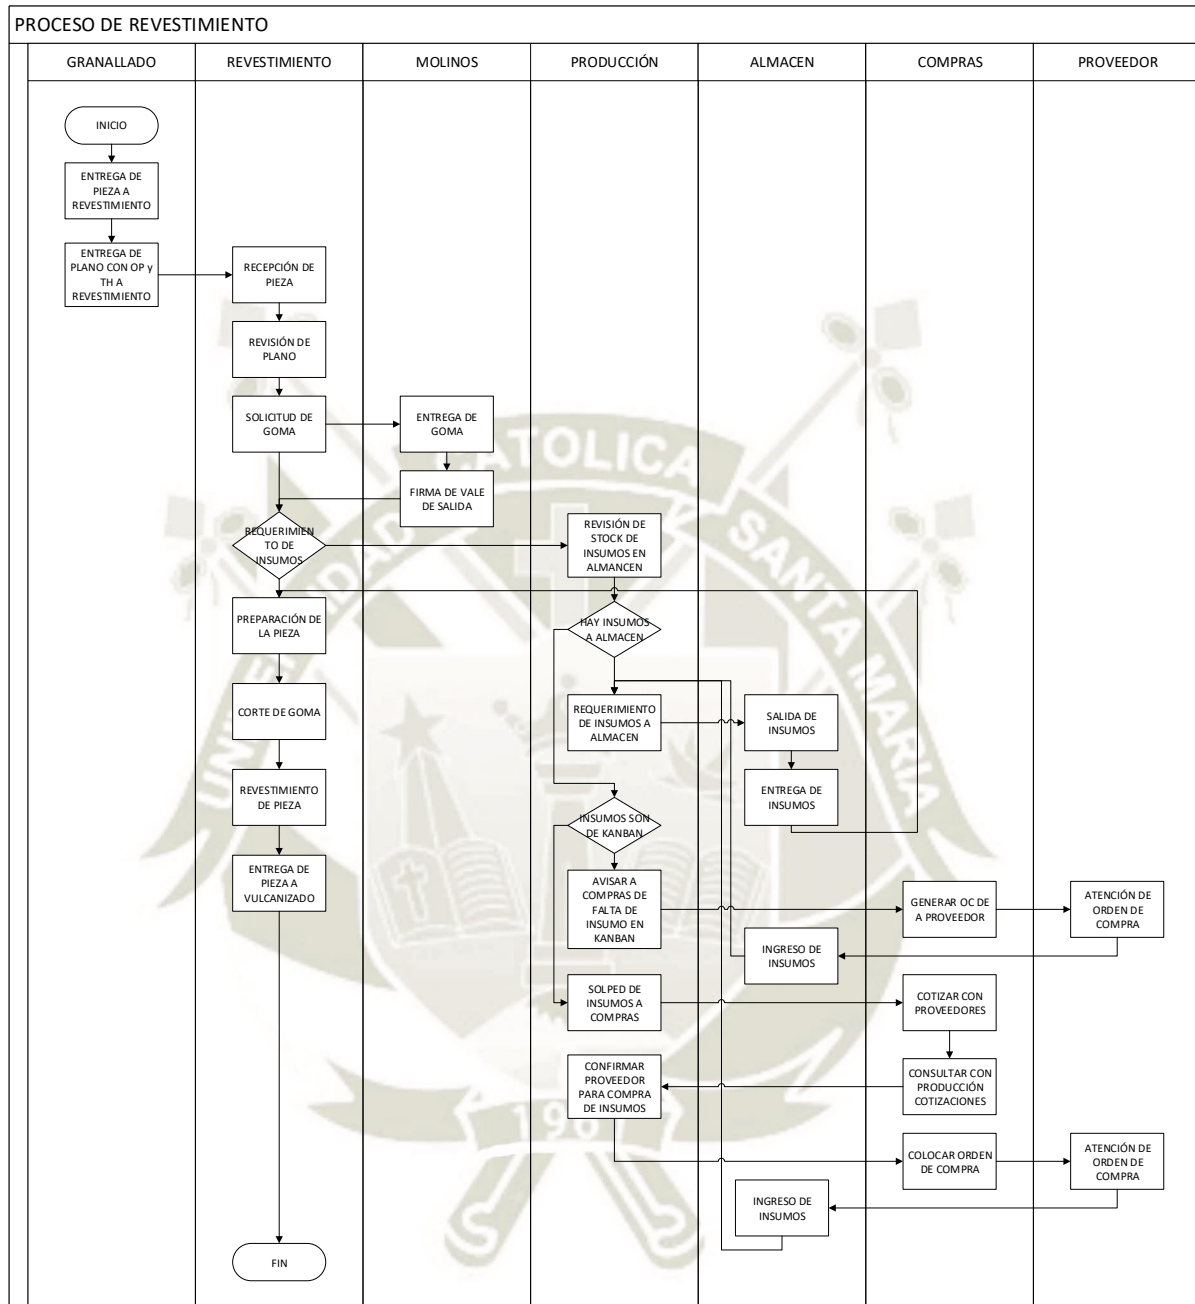 PROCESO DE REVESTIMIENTO
GRANALLADO
REVESTIMIENTO
MOLINOS
PRODUCCIÓN
ALMACEN
COMPRAS
PROVEEDOR
INICIO
ENTREGA DE
PIEZA A
REVESTIMIENTO
ENTREGA DE
PLANO CON OP y
TH A
REVESTIMIENTO
RECEPCIÓN DE
PIEZA
REVISIÓN DE
PLANO
SOLICITUD DE
GOMA
ENTREGA DE
GOMA
FIRMA DE VALE
DE SALIDA
REQUERIMIEN
TO DE
INSUMOS
REVISIÓN DE
STOCK DE
INSUMOS EN
ALMANCEN
PREPARACIÓN DE
LA PIEZA
HAY INSUMOS
A ALMACEN
CORTE DE GOMA
REQUERIMIENTO
DE INSUMOS A
ALMACEN
SALIDA DE
INSUMOS
REVESTIMIENTO
DE PIEZA
ENTREGA DE
INSUMOS
INSUMOS SON
DE KANBAN
ENTREGA DE
PIEZA A
VULCANIZADO
AVISAR A
COMPRAS DE
FALTA DE
INSUMO EN
KANBAN
GENERAR OC DE
A PROVEEDOR
ATENCIÓN DE
ORDEN DE
COMPRA
INGRESO DE
INSUMOS
SOLPED DE
INSUMOS A
COMPRAS
COTIZAR CON
PROVEEDORES
CONFIRMAR
PROVEEDOR
PARA COMPRA
DE INSUMOS
CONSULTAR CON
PRODUCCIÓN
COTIZACIONES
COLOCAR ORDEN
DE COMPRA
ATENCIÓN DE
ORDEN DE
COMPRA
INGRESO DE
INSUMOS
FIN
UNIVERSIDAD CATOLICA SANTA MARIA
1961